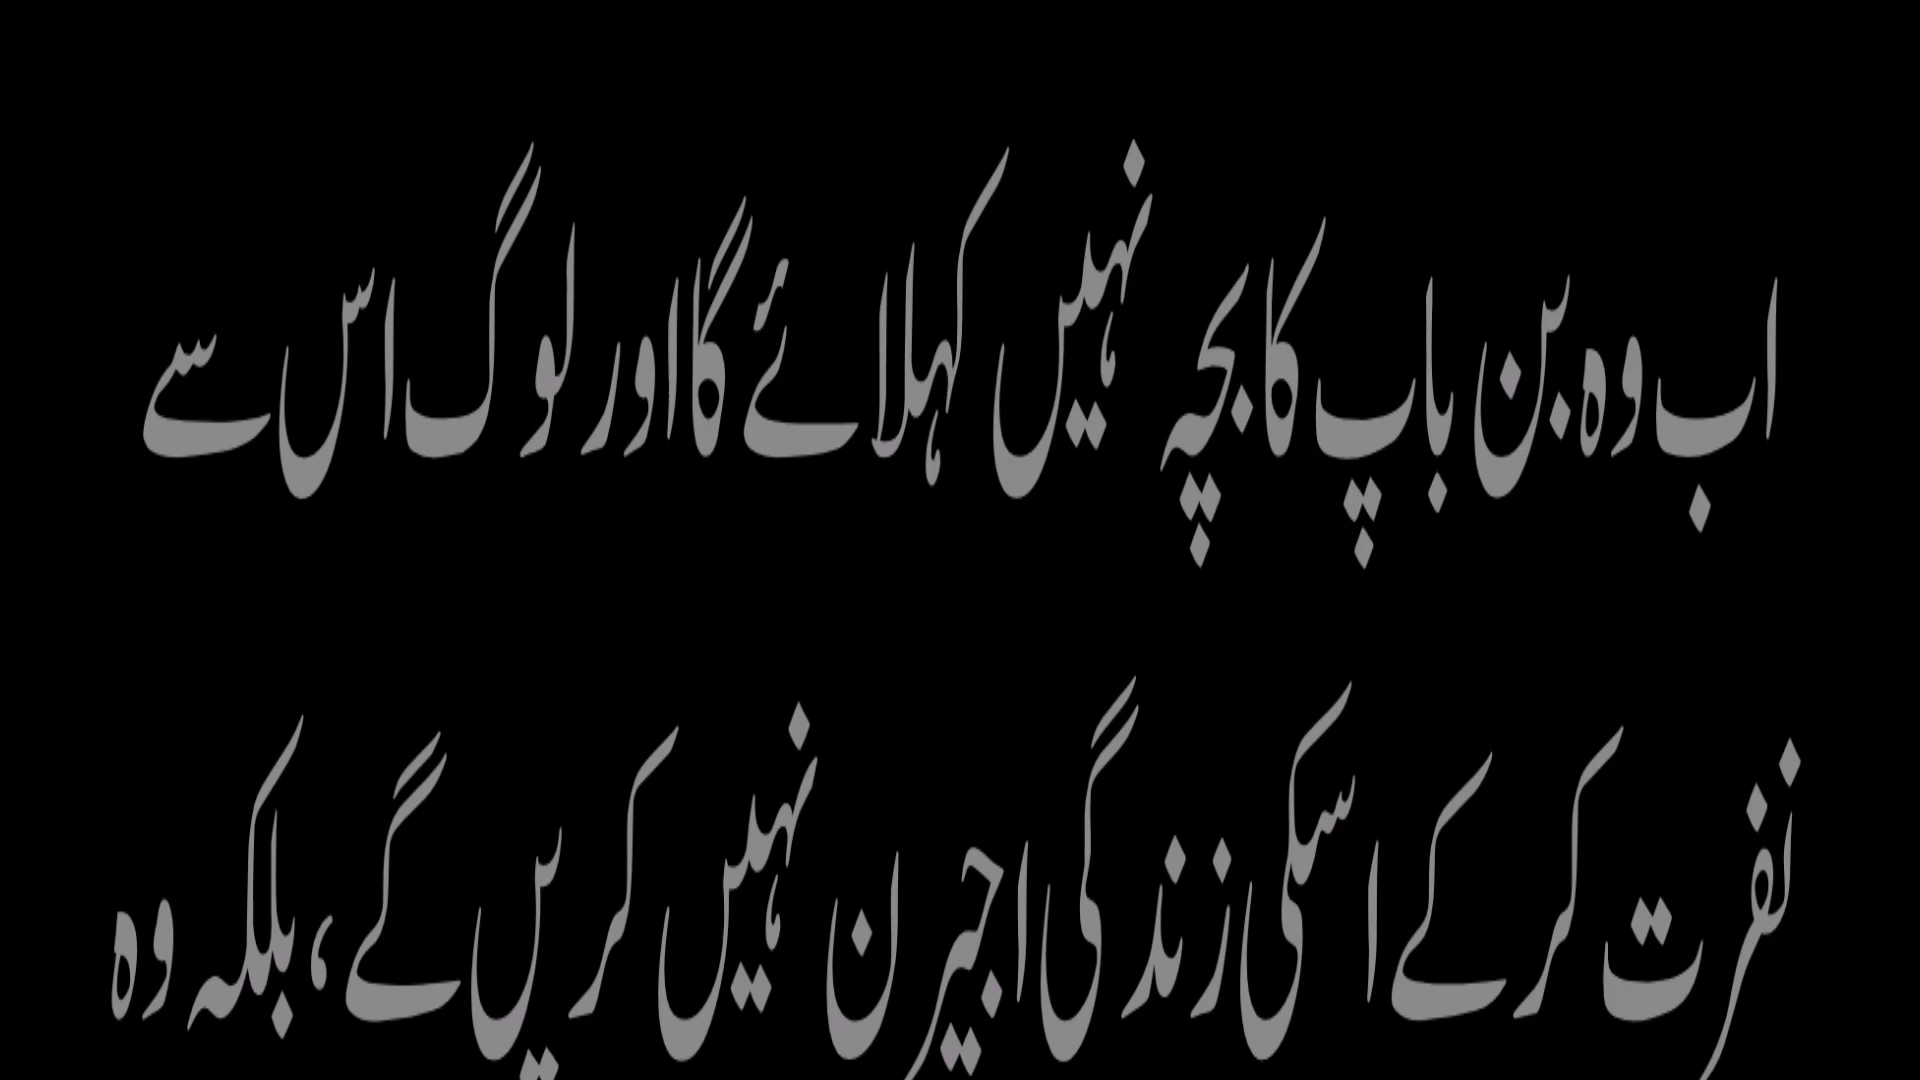 اب وہ بن باپ کا بچہ نہیں کہلائے گا اور لوگ اس سے
نفرت کر کے اسکی زندگی اجیرن نہیں کریں گے، بلکہ وہ